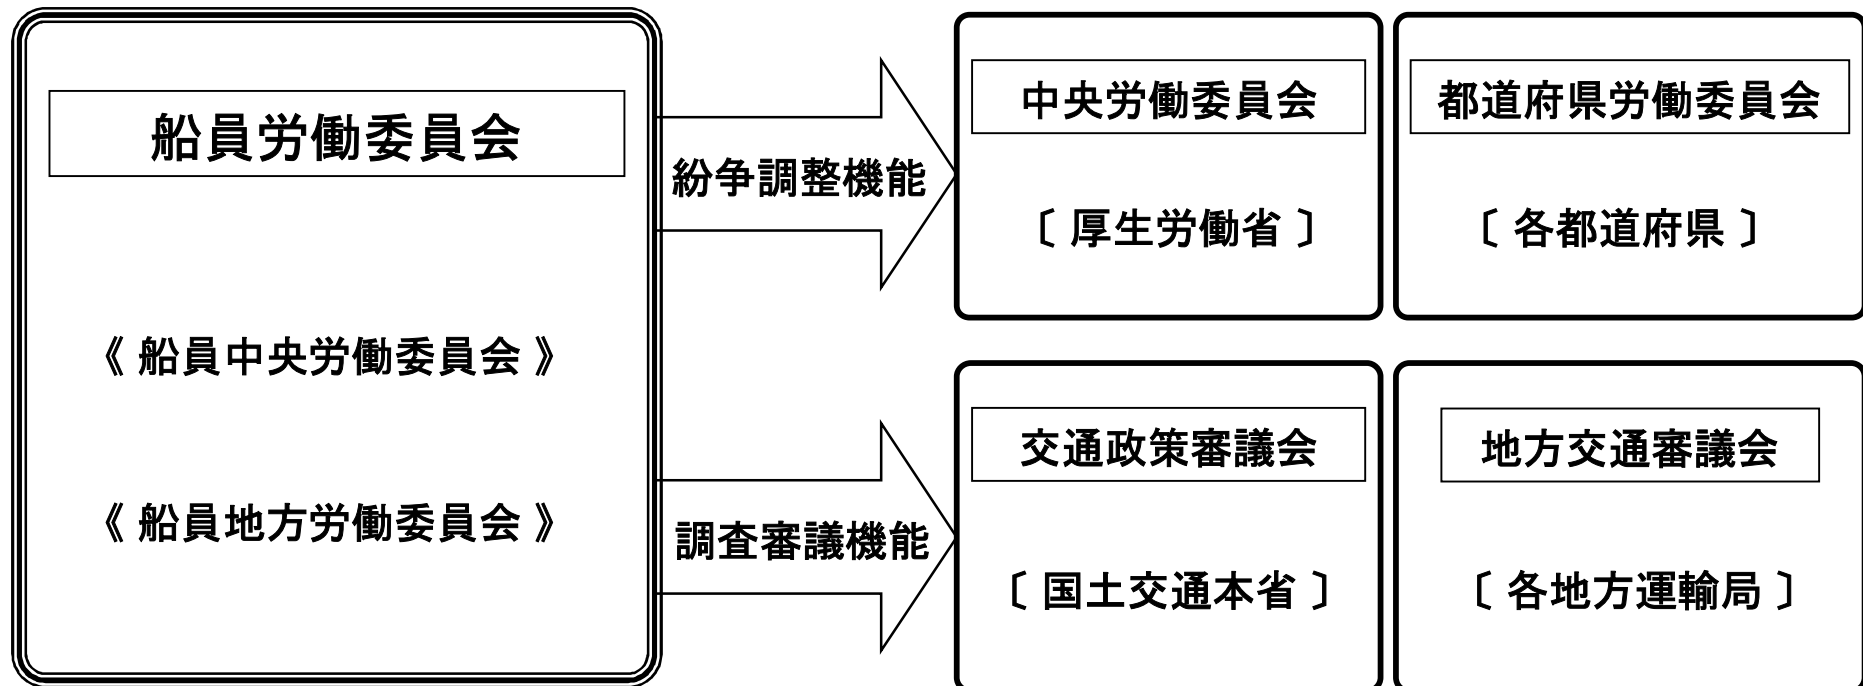 船員労働委員会
《 船員中央労働委員会 》
《 船員地方労働委員会 》
紛争調整機能
調査審議機能
中央労働委員会
〔 厚生労働省 〕
都道府県労働委員会
〔 各都道府県 〕
交通政策審議会
〔 国土交通本省 〕
地方交通審議会
〔 各地方運輸局 〕